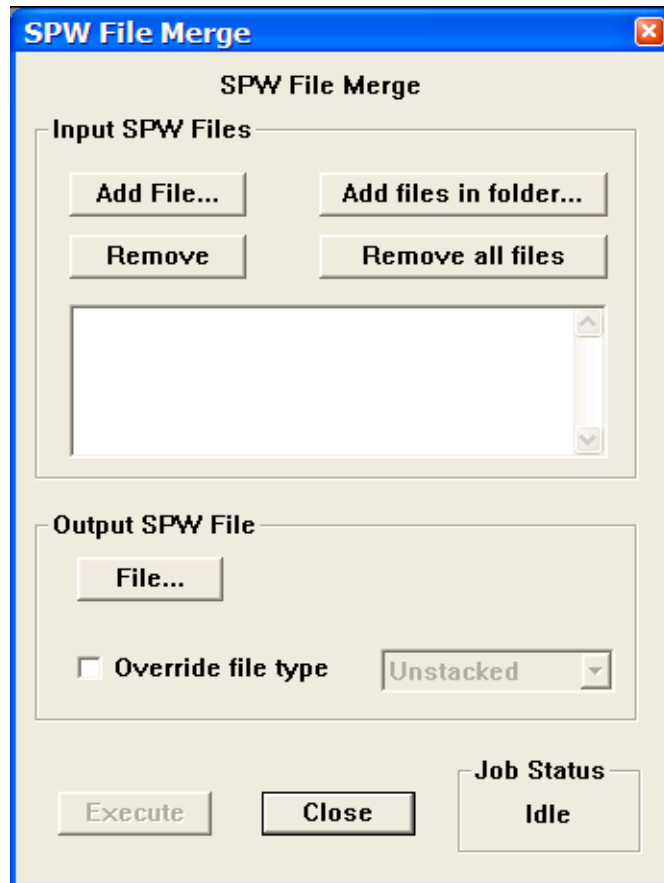 SPW File Merge
SPW File Merge
Input SPW Files
Add File... Add files in folder...
Remove Remove all files
Output SPW File
File...
Override file type Unstacked
Job Status
Execute Close Idle